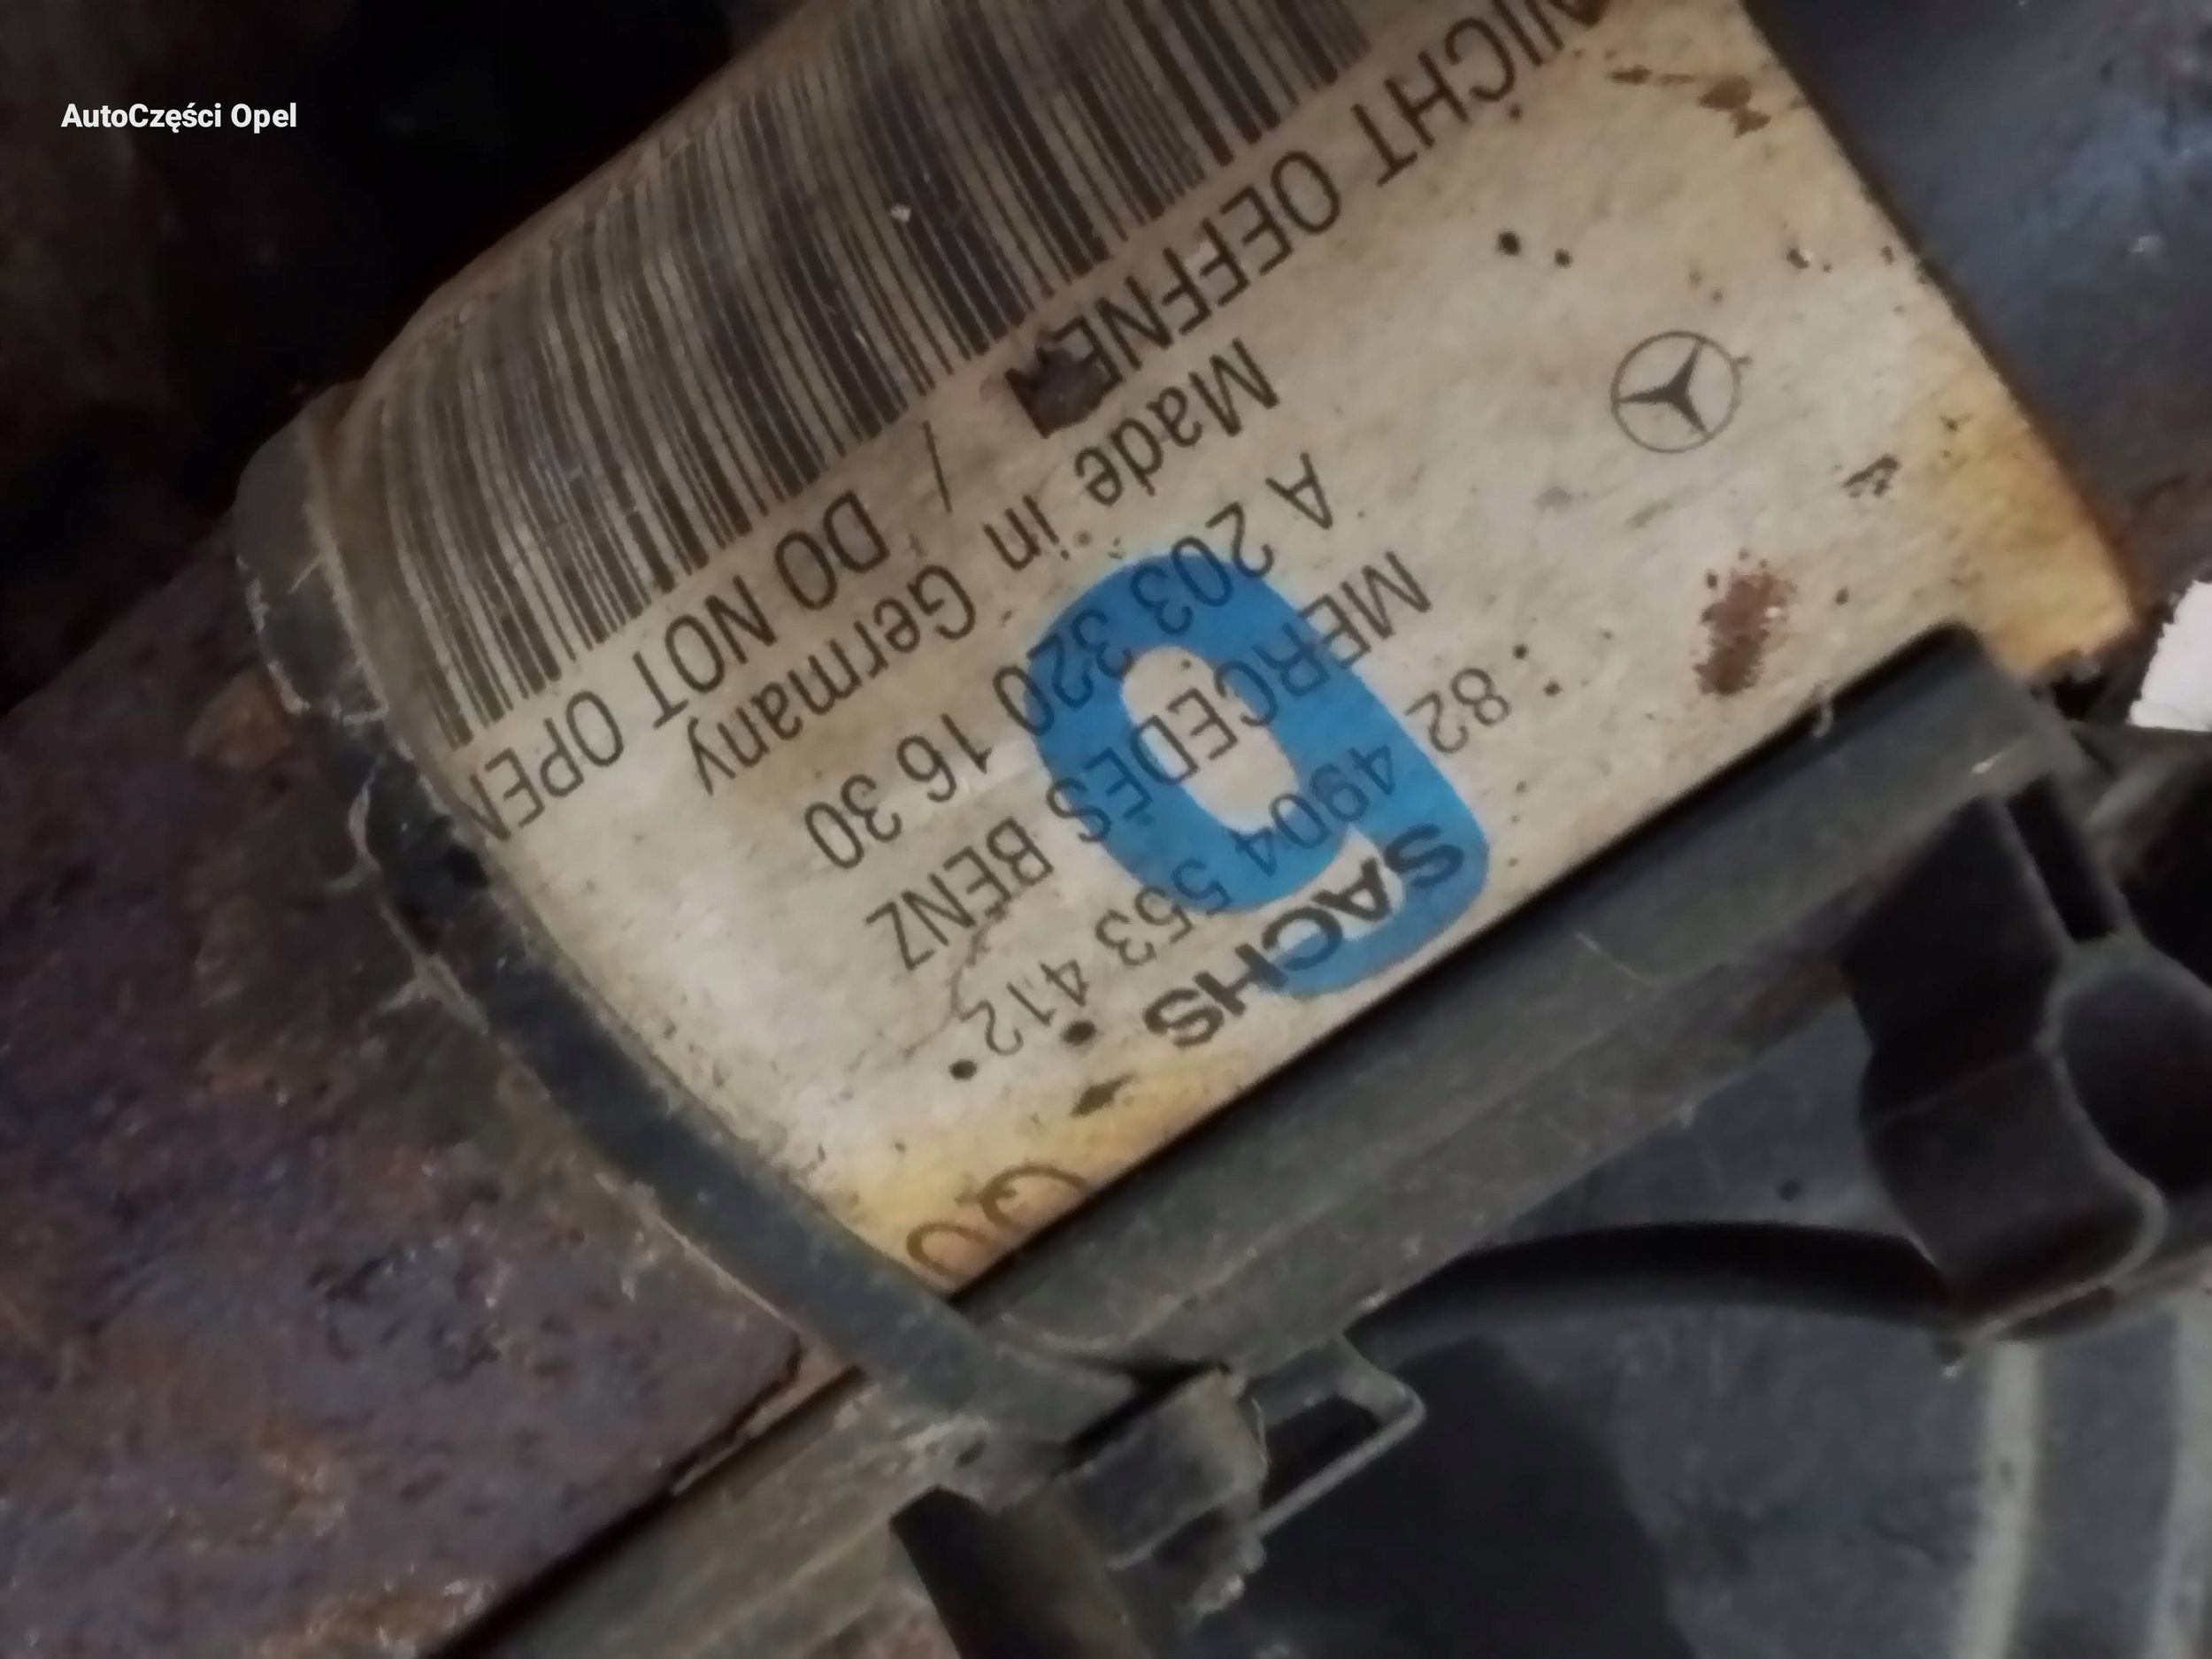 AutoCzęści Opel
SACHS
82 4904 553 412
MERCEDES BENZ
A 203 320 16 30
Made in Germany
NICHT OEFFNEN / DO NOT OPEN
9